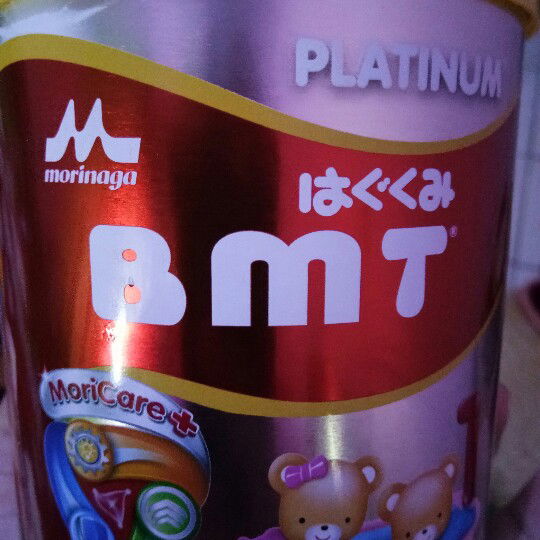 PLATINUM
morinaga
はぐくみ
BMT®
MoriCare+